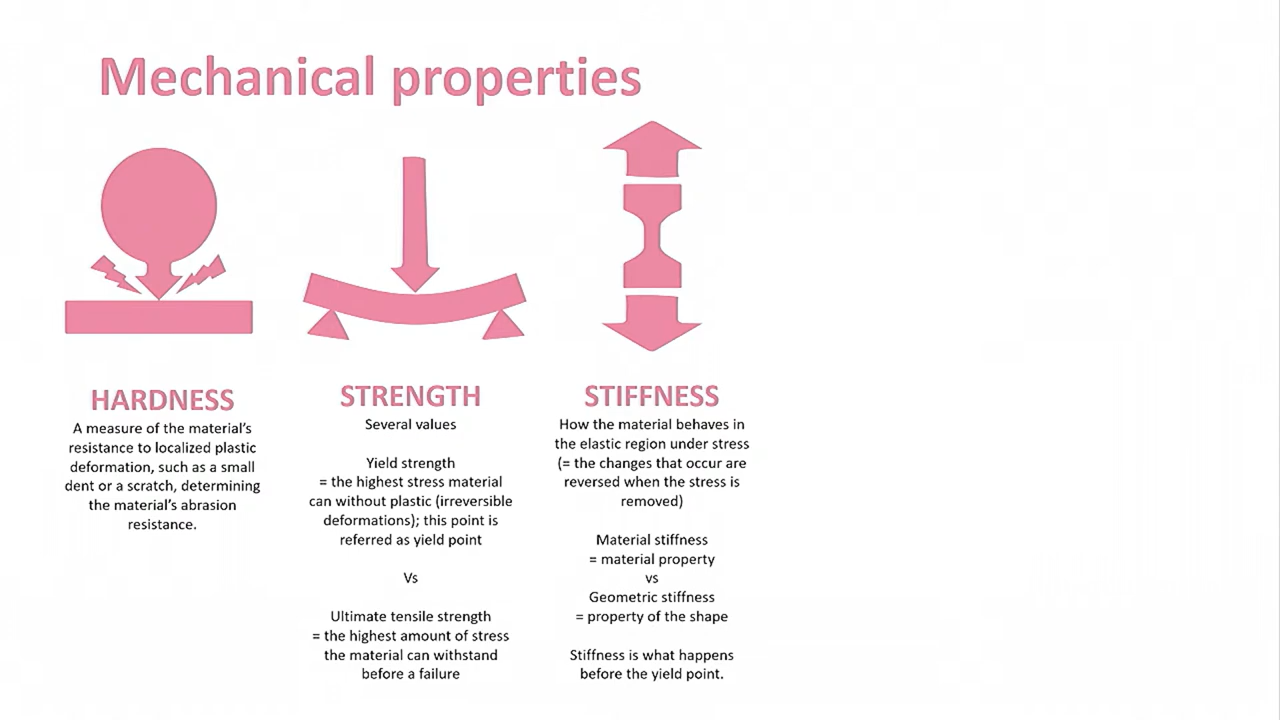 Mechanical properties
HARDNESS
A measure of the material's
resistance to localized plastic
deformation, such as a small
dent or a scratch, determining
the material's abrasion
resistance.
STRENGTH
Several values
Yield strength
= the highest stress material
can without plastic (irreversible
deformations); this point is
referred as yield point
Vs
Ultimate tensile strength
= the highest amount of stress
the material can withstand
before a failure
STIFFNESS
How the material behaves in
the elastic region under stress
(= the changes that occur are
reversed when the stress is
removed)
Material stiffness
= material property
vs
Geometric stiffness
= property of the shape
Stiffness is what happens
before the yield point.